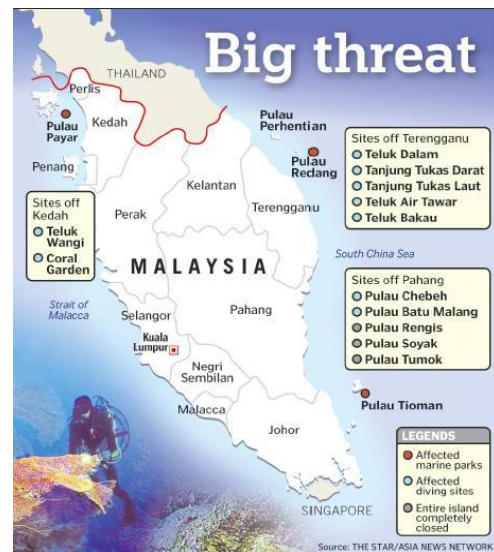 Big threat
THAILAND
Perlis
Kedah
Pulau
Payar
Penang
Pulau
Perhentian
Pulau
Redang
Sites off Terengganu
Teluk Dalam
Tanjung Tukas Darat
Tanjung Tukas Laut
Teluk Air Tawar
Teluk Bakau
Sites off
Kedah
Teluk
Wangi
Coral
Garden
Kelantan
Perak
Terengganu
MALAYSIA
South China Sea
Sites off Pahang
Pulau Chebeh
Pulau Batu Malang
Pulau Rengis
Pulau Soyak
Pulau Tumok
Strait of
Malacca
Selangor
Pahang
Kuala
Lumpur
Negri
Sembilan
Malacca
Johor
Pulau Tioman
LEGENDS
Affected
marine parks
Affected
diving sites
Entire island
completely
closed
SINGAPORE
Source: THE STAR/ASIA NEWS NETWORK